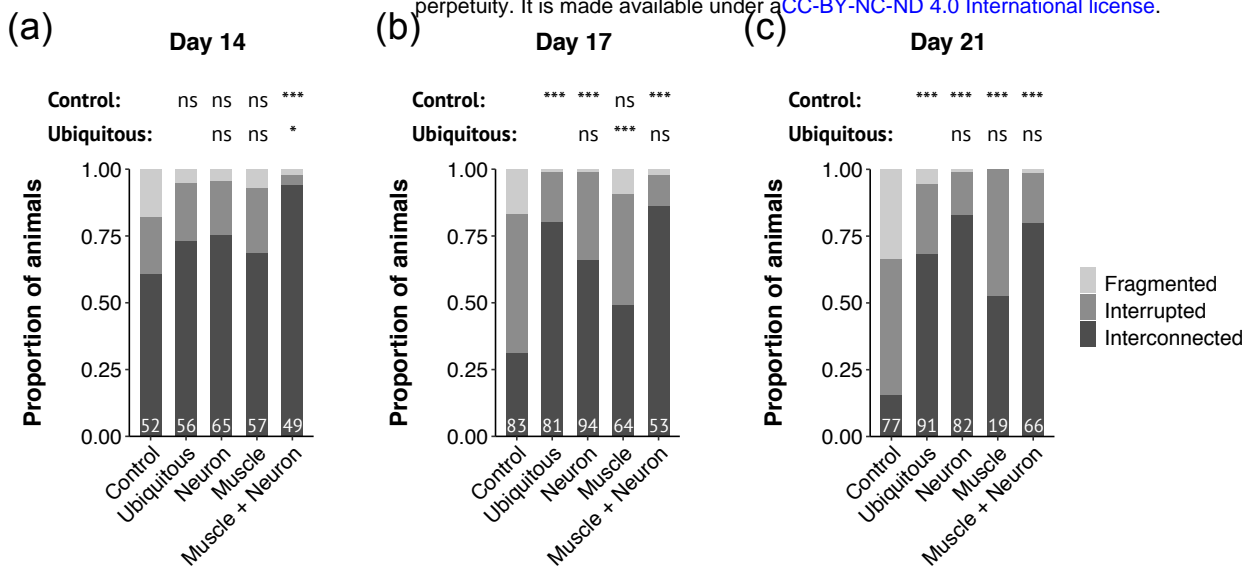 perpetuity. It is made available under aCC-BY-NC-ND 4.0 International license.
(a)
Day 14
Control: ns ns ns ***
Ubiquitous: ns ns *
Proportion of animals
1.00
0.75
0.50
0.25
0.00
52 56 65 57 49
Control
Ubiquitous
Neuron
Muscle
Muscle + Neuron
(b)
Day 17
Control: *** *** ns ***
Ubiquitous: ns *** ns
Proportion of animals
1.00
0.75
0.50
0.25
0.00
83 81 94 64 53
Control
Ubiquitous
Neuron
Muscle
Muscle + Neuron
(c)
Day 21
Control: *** *** *** ***
Ubiquitous: ns ns ns
Proportion of animals
1.00
0.75
0.50
0.25
0.00
77 91 82 19 66
Control
Ubiquitous
Neuron
Muscle
Muscle + Neuron
Fragmented
Interrupted
Interconnected